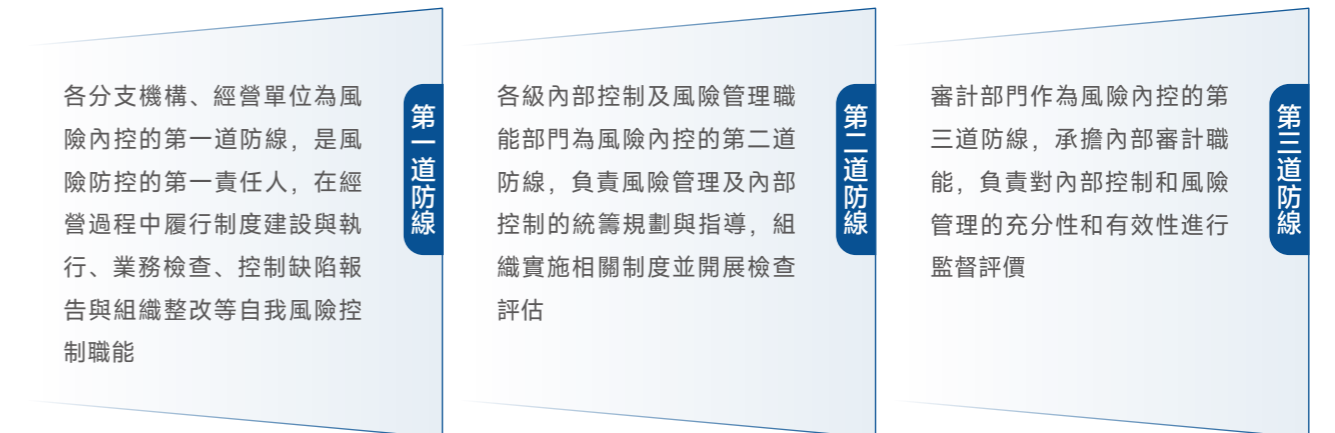 各分支機構、經營單位為風
險內控的第一道防線，是風
險防控的第一責任人，在經
營過程中履行制度建設與執
行、業務檢查、控制缺陷報
告與組織整改等自我風險控
制職能
第一道防線
各級內部控制及風險管理職
能部門為風險內控的第二道
防線，負責風險管理及內部
控制的統籌規劃與指導，組
織實施相關制度並開展檢查
評估
第二道防線
審計部門作為風險內控的第
三道防線，承擔內部審計職
能，負責對內部控制和風險
管理的充分性和有效性進行
監督評價
第三道防線